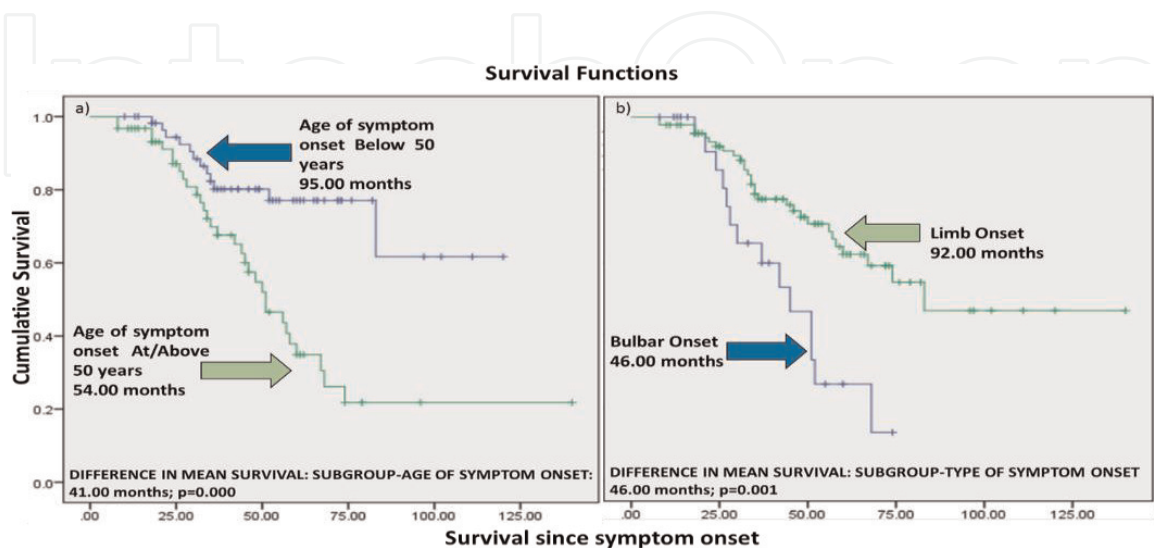 IntechOpen
Survival Functions
a)
Age of symptom
onset Below 50
years
95.00 months
Age of symptom
onset At/Above
50 years
54.00 months
DIFFERENCE IN MEAN SURVIVAL: SUBGROUP-AGE OF SYMPTOM ONSET:
41.00 months; p=0.000
b)
Limb Onset
92.00 months
Bulbar Onset
46.00 months
DIFFERENCE IN MEAN SURVIVAL: SUBGROUP-TYPE OF SYMPTOM ONSET
46.00 months; p=0.001
Cumulative Survival
1.0
0.8
0.6
0.4
0.2
0.0
.00 25.00 50.00 75.00 100.00 125.00
.00 25.00 50.00 75.00 100.00 125.00
Survival since symptom onset